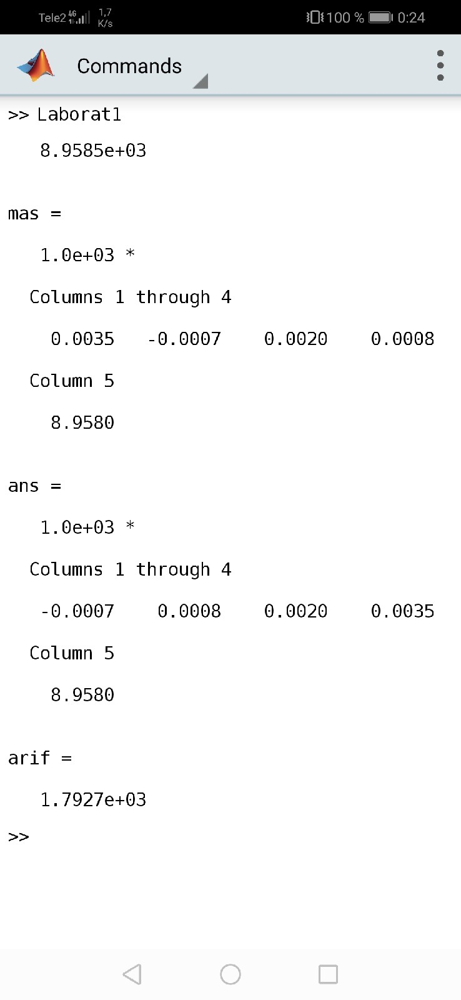 Tele2 4G 1,7 K/s 100 % 0:24
Commands
>> Laborat1
8.9585e+03
mas =
1.0e+03 *
Columns 1 through 4
0.0035 -0.0007 0.0020 0.0008
Column 5
8.9580
ans =
1.0e+03 *
Columns 1 through 4
-0.0007 0.0008 0.0020 0.0035
Column 5
8.9580
arif =
1.7927e+03
>>